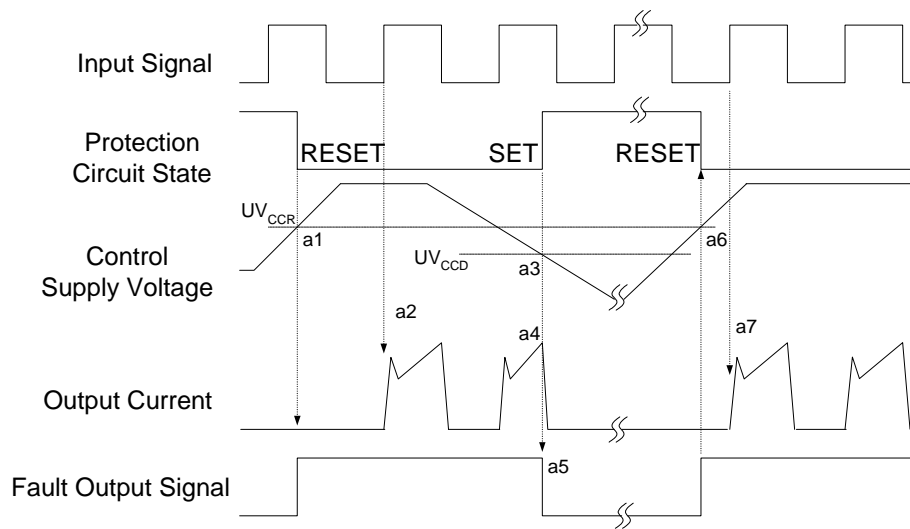 Input Signal
Protection
Circuit State
RESET
SET
RESET
UVCCR
a1
a6
Control
Supply Voltage
UVCCD
a3
a2
a4
a7
Output Current
a5
Fault Output Signal